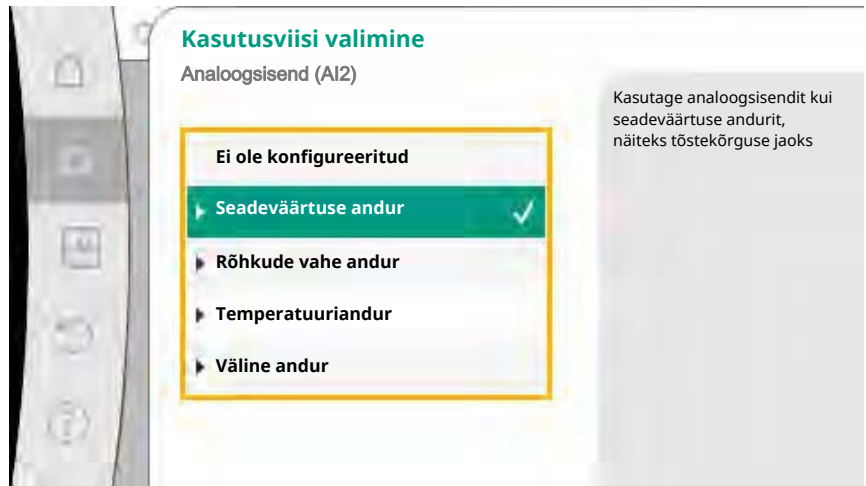 Kasutusviisi valimine
Analoogsisend (AI2)
Ei ole konfigureeritud
Seadeväärtuse andur
Rõhkude vahe andur
Temperatuuriandur
Väline andur
Kasutage analoogsisendit kui
seadeväärtuse andurit,
näiteks tõstekõrguse jaoks